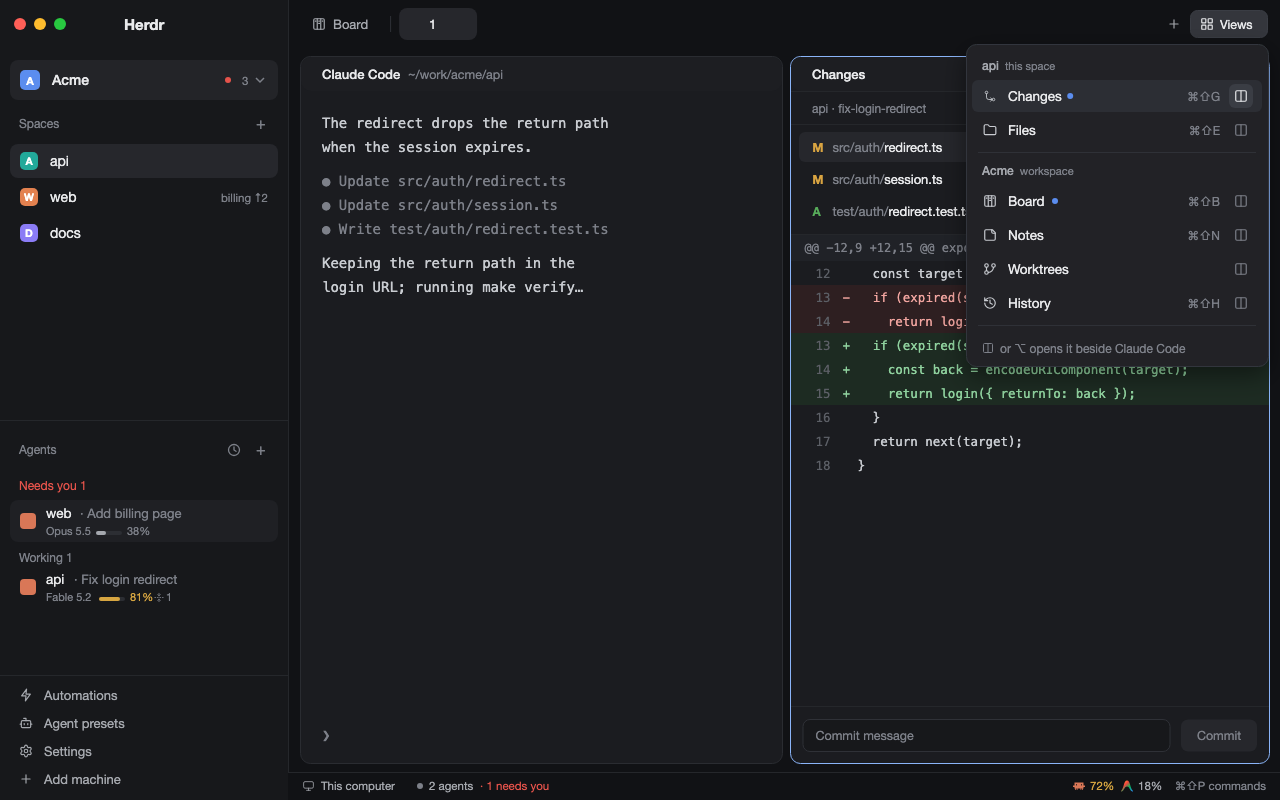 Herdr
A Acme 3
Spaces
A api
W web billing ↑2
D docs
Agents
Needs you 1
web · Add billing page
Opus 5.5 38%
Working 1
api · Fix login redirect
Fable 5.2 81% 1
Automations
Agent presets
Settings
Add machine
Board 1
Views
Claude Code ~/work/acme/api
The redirect drops the return path
when the session expires.
● Update src/auth/redirect.ts
● Update src/auth/session.ts
● Write test/auth/redirect.test.ts
Keeping the return path in the
login URL; running make verify…
❯
Changes
api · fix-login-redirect
M src/auth/redirect.ts
M src/auth/session.ts
A test/auth/redirect.test.t
@@ −12,9 +12,15 @@
12 const target
13 − if (expired(
14 − return
13 + if (expired(
14 + const back = encodeURIComponent(target);
15 + return login({ returnTo: back });
16 }
17 return next(target);
18 }
Commit message
Commit
api this space
Changes ⌘⇧G
Files ⌘⇧E
Acme workspace
Board ⌘⇧B
Notes ⌘⇧N
Worktrees
History ⌘⇧H
or ⌥ opens it beside Claude Code
This computer ● 2 agents · 1 needs you
72% 18% ⌘⇧P commands